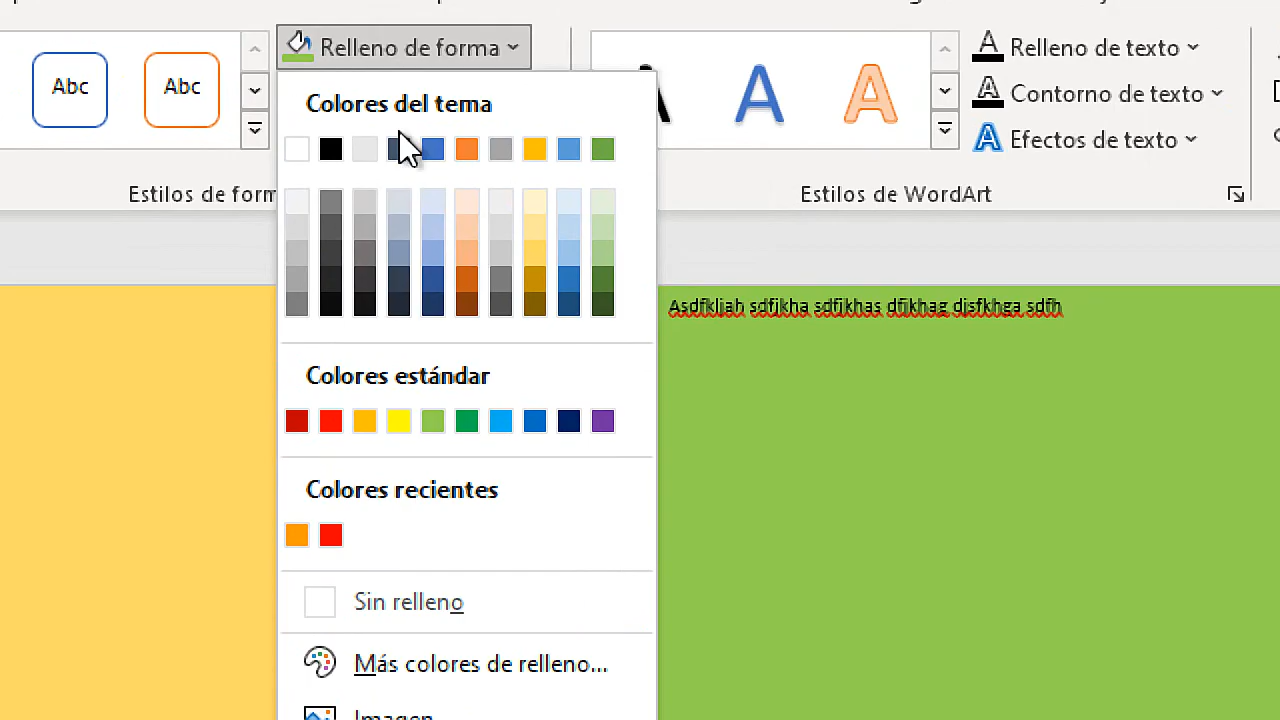 Abc
Abc
Relleno de forma
Relleno de texto
Contorno de texto
Efectos de texto
Estilos de form
Estilos de WordArt
Colores del tema
Colores estándar
Colores recientes
Sin relleno
Más colores de relleno...
Imagen
Asdfkljah sdfjkha sdfjkhas dfjkhag djsfkhga sdfh